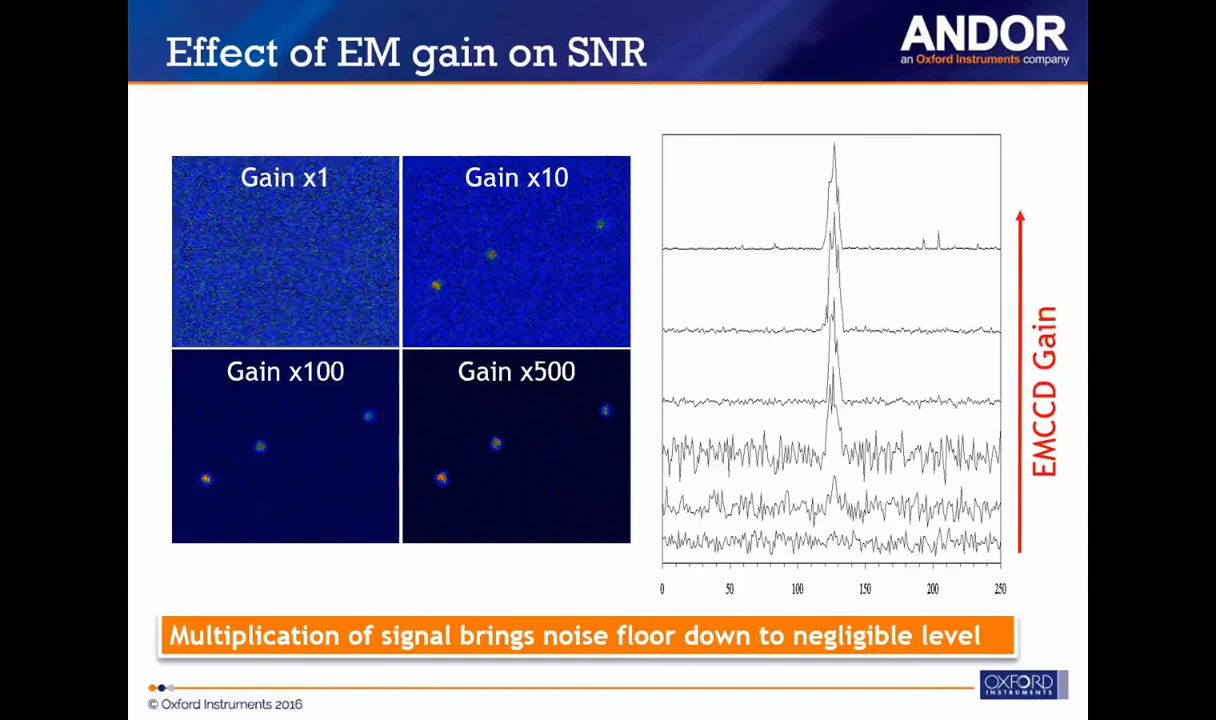 Effect of EM gain on SNR
ANDOR
an Oxford Instruments company
Gain x1
Gain x10
Gain x100
Gain x500
EMCCD Gain
0 50 100 150 200 250
Multiplication of signal brings noise floor down to negligible level
OXFORD
INSTRUMENTS
© Oxford Instruments 2016